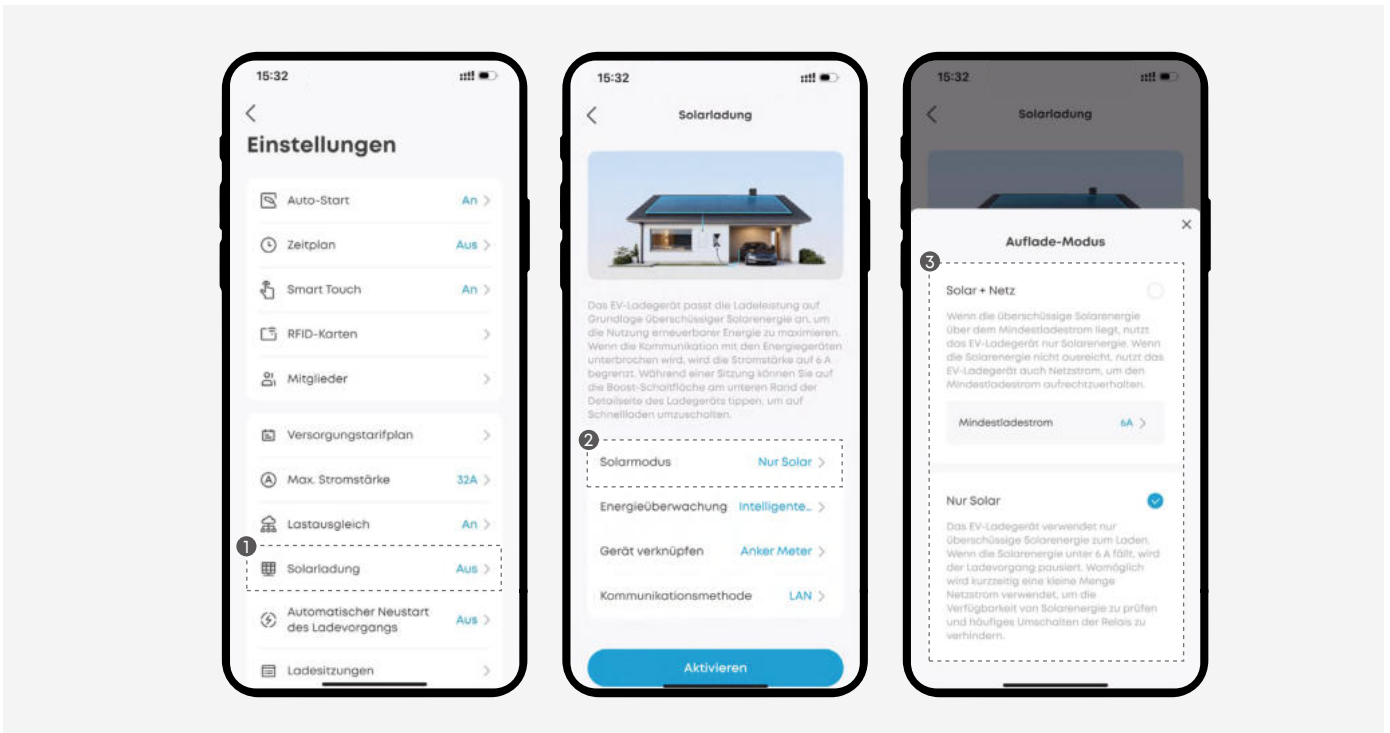 15:32
Einstellungen
Auto-Start An
Zeitplan Aus
Smart Touch An
RFID-Karten
Mitglieder
Versorgungstarifplan
Max. Stromstärke 32A
Lastausgleich An
1
Solarladung Aus
Automatischer Neustart
des Ladevorgangs Aus
Ladesitzungen
15:32
Solarladung
Das EV-Ladegerät passt die Ladeleistung auf
Grundlage überschüssiger Solarenergie an, um
die Nutzung erneuerbarer Energie zu maximieren.
Wenn die Kommunikation mit den Energiegeräten
unterbrochen wird, wird die Stromstärke auf 6 A
begrenzt. Während einer Sitzung können Sie auf
die Boost-Schaltfläche am unteren Rand der
Detailseite des Ladegeräts tippen, um auf
Schnellladen umzuschalten.
2
Solarmodus Nur Solar
Energieüberwachung Intelligente...
Gerät verknüpfen Anker Meter
Kommunikationsmethode LAN
Aktivieren
15:32
Solarladung
Auflade-Modus
3
Solar + Netz
Wenn die überschüssige Solarenergie
über dem Mindestladestrom liegt, nutzt
das EV-Ladegerät nur Solarenergie. Wenn
die Solarenergie nicht ausreicht, nutzt das
EV-Ladegerät auch Netzstrom, um den
Mindestladestrom aufrechtzuerhalten.
Mindestladestrom 6A
Nur Solar
Das EV-Ladegerät verwendet nur
überschüssige Solarenergie zum Laden.
Wenn die Solarenergie unter 6 A fällt, wird
der Ladevorgang pausiert. Womöglich
wird kurzzeitig eine kleine Menge
Netzstrom verwendet, um die
Verfügbarkeit von Solarenergie zu prüfen
und häufiges Umschalten der Relais zu
verhindern.